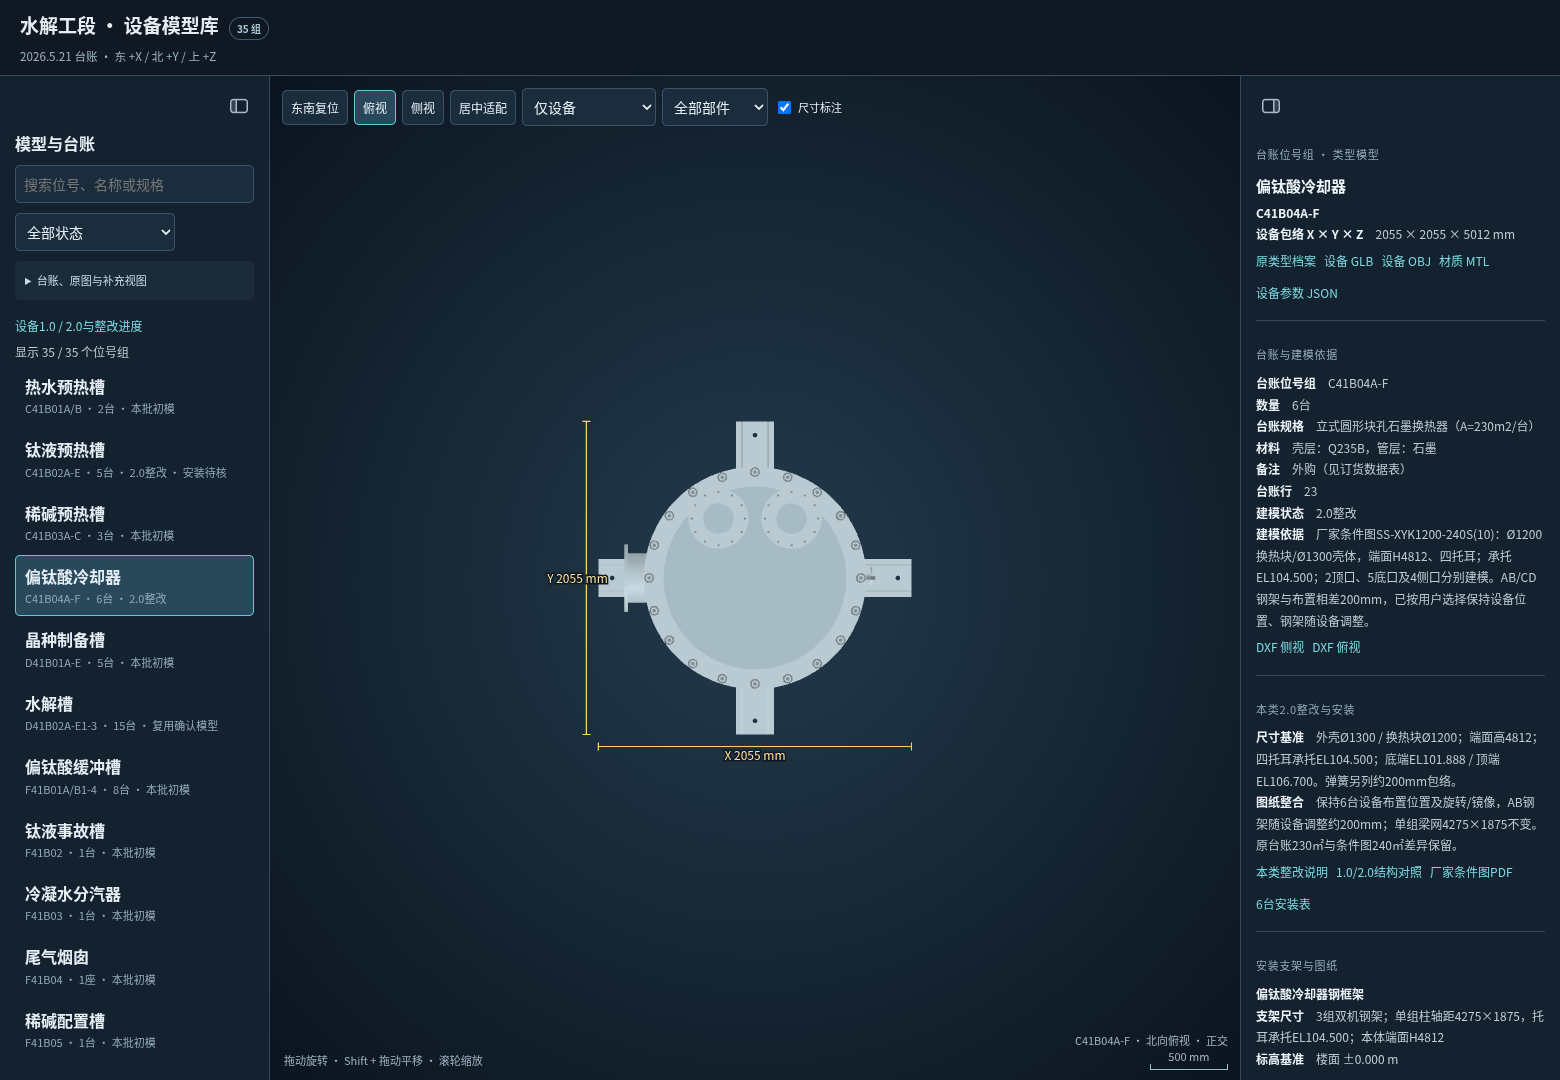 水解工段 · 设备模型库 35 组
2026.5.21 台账 · 东 +X / 北 +Y / 上 +Z
模型与台账
搜索位号、名称或规格
全部状态
▶ 台账、原图与补充视图
设备1.0 / 2.0与整改进度
显示 35 / 35 个位号组
热水预热槽
C41B01A/B · 2台 · 本批初模
钛液预热槽
C41B02A-E · 5台 · 2.0整改 · 安装待核
稀碱预热槽
C41B03A-C · 3台 · 本批初模
偏钛酸冷却器
C41B04A-F · 6台 · 2.0整改
晶种制备槽
D41B01A-E · 5台 · 本批初模
水解槽
D41B02A-E1-3 · 15台 · 复用确认模型
偏钛酸缓冲槽
F41B01A/B1-4 · 8台 · 本批初模
钛液事故槽
F41B02 · 1台 · 本批初模
冷凝水分汽器
F41B03 · 1台 · 本批初模
尾气烟囱
F41B04 · 1座 · 本批初模
稀碱配置槽
F41B05 · 1台 · 本批初模
东南复位 俯视 侧视 居中适配 仅设备 全部部件 尺寸标注
Y 2055 mm
X 2055 mm
拖动旋转 · Shift + 拖动平移 · 滚轮缩放
C41B04A-F · 北向俯视 · 正交
500 mm
台账位号组 · 类型模型
偏钛酸冷却器
C41B04A-F
设备包络 X × Y × Z 2055 × 2055 × 5012 mm
原类型档案 设备 GLB 设备 OBJ 材质 MTL
设备参数 JSON
台账与建模依据
台账位号组 C41B04A-F
数量 6台
台账规格 立式圆形块孔石墨换热器（A=230m2/台）
材料 壳层：Q235B，管层：石墨
备注 外购（见订货数据表）
台账行 23
建模状态 2.0整改
建模依据 厂家条件图SS-XYK1200-240S(10)：Ø1200
换热块/Ø1300壳体，端面H4812、四托耳；承托
EL104.500；2顶口、5底口及4侧口分别建模。AB/CD
钢架与布置相差200mm，已按用户选择保持设备位
置、钢架随设备调整。
DXF 侧视 DXF 俯视
本类2.0整改与安装
尺寸基准 外壳Ø1300 / 换热块Ø1200；端面高4812；
四托耳承托EL104.500；底端EL101.888 / 顶端
EL106.700。弹簧另列约200mm包络。
图纸整合 保持6台设备布置位置及旋转/镜像，AB钢
架随设备调整约200mm；单组梁网4275×1875不变。
原台账230㎡与条件图240㎡差异保留。
本类整改说明 1.0/2.0结构对照 厂家条件图PDF
6台安装表
安装支架与图纸
偏钛酸冷却器钢框架
支架尺寸 3组双机钢架；单组柱轴距4275×1875，托
耳承托EL104.500；本体端面H4812
标高基准 楼面 ±0.000 m